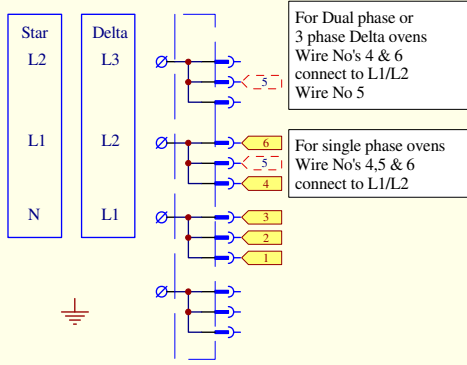 Star
L2
L1
N
Delta
L3
L2
L1
5
6
5
4
3
2
1
For Dual phase or
3 phase Delta ovens
Wire No's 4 & 6
connect to L1/L2
Wire No 5
For single phase ovens
Wire No's 4,5 & 6
connect to L1/L2